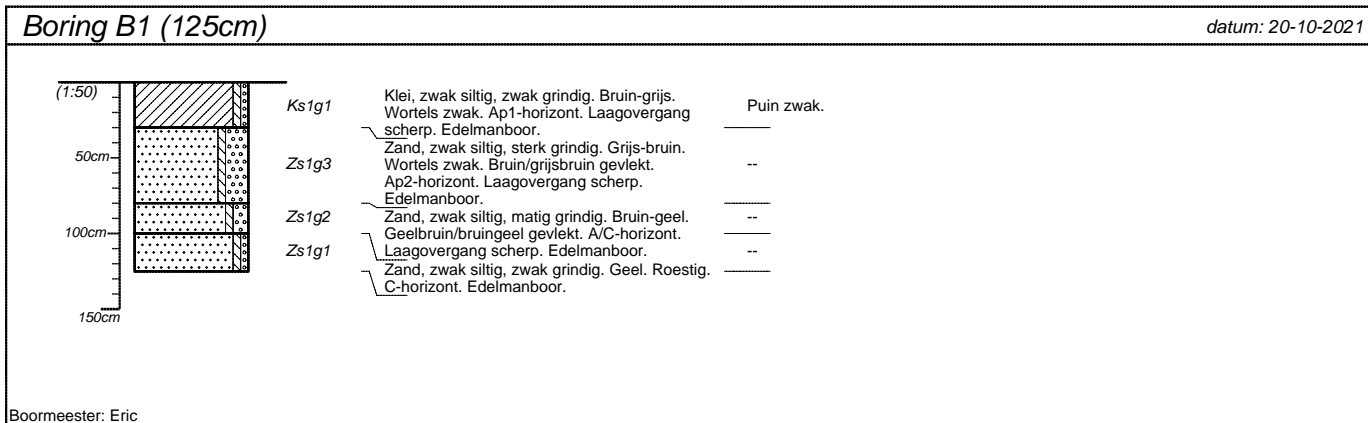 Boring B1 (125cm)
datum: 20-10-2021
(1:50)
50cm
100cm
150cm
Ks1g1
Klei, zwak siltig, zwak grindig. Bruin-grijs.
Wortels zwak. Ap1-horizont. Laagovergang
scherp. Edelmanboor.
Puin zwak.
Zs1g3
Zand, zwak siltig, sterk grindig. Grijs-bruin.
Wortels zwak. Bruin/grijsbruin gevlekt.
Ap2-horizont. Laagovergang scherp.
Edelmanboor.
--
Zs1g2
Zand, zwak siltig, matig grindig. Bruin-geel.
Geelbruin/bruingeel gevlekt. A/C-horizont.
Laagovergang scherp. Edelmanboor.
--
Zs1g1
Zand, zwak siltig, zwak grindig. Geel. Roestig.
C-horizont. Edelmanboor.
--
Boormeester: Eric